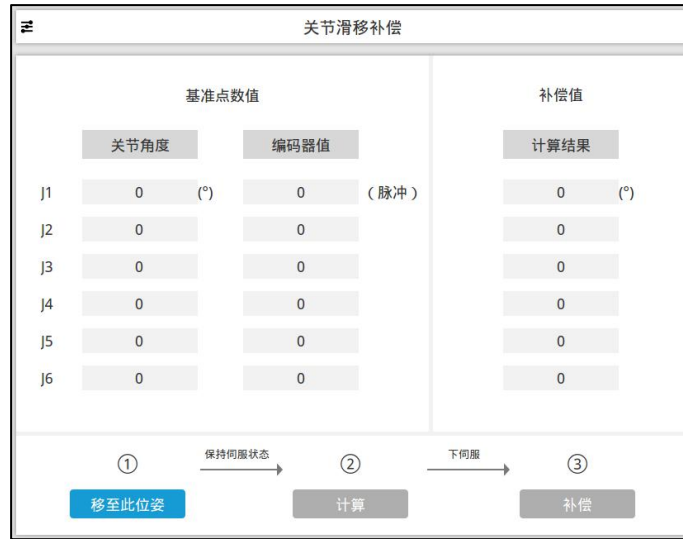 关节滑移补偿
基准点数值 补偿值
关节角度 编码器值 计算结果
J1 0 (°) 0 （脉冲） 0 (°)
J2 0 0 0
J3 0 0 0
J4 0 0 0
J5 0 0 0
J6 0 0 0
① 保持伺服状态 ② 下伺服 ③
移至此位姿 计算 补偿